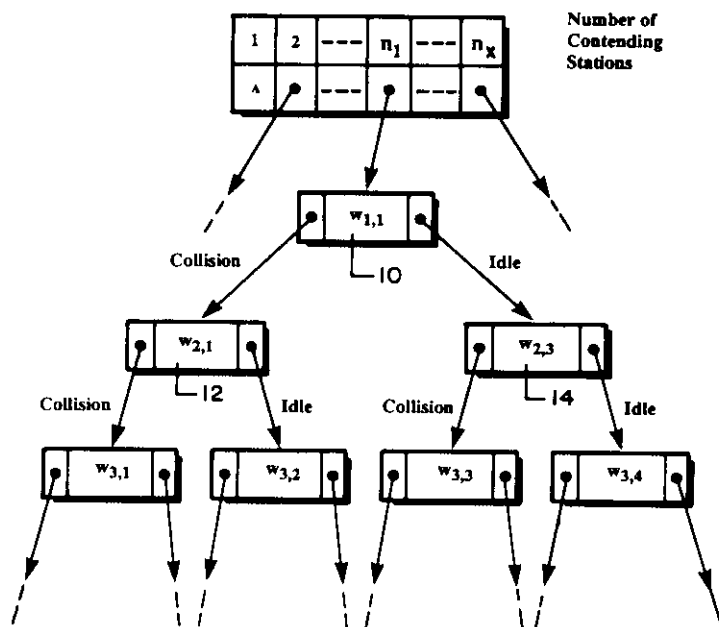 Number of
Contending
Stations
1 2 --- n1 --- nx
Λ --- ---
w1,1
10
Collision
Idle
w2,1
w2,3
12
14
Collision
Idle
Collision
Idle
w3,1
w3,2
w3,3
w3,4